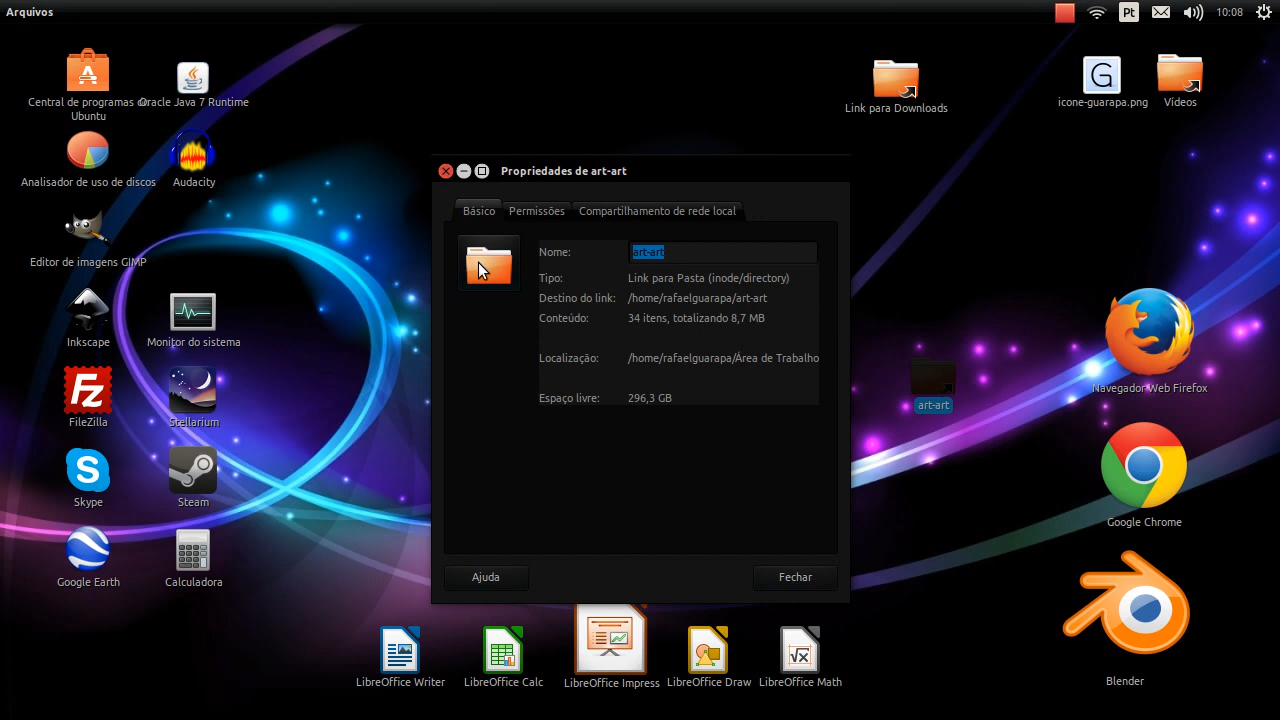 Arquivos
Pt
10:08
Central de programas do
Ubuntu
Oracle Java 7 Runtime
Link para Downloads
G
icone-guarapa.png
Vídeos
Analisador de uso de discos
Audacity
Editor de imagens GIMP
Inkscape
Monitor do sistema
Fz
FileZilla
Stellarium
S
Skype
Steam
Google Earth
Calculadora
Propriedades de art-art
Básico
Permissões
Compartilhamento de rede local
Nome:
art-art
Tipo:
Link para Pasta (inode/directory)
Destino do link:
/home/rafaelguarapa/art-art
Conteúdo:
34 itens, totalizando 8,7 MB
Localização:
/home/rafaelguarapa/Área de Trabalho
Espaço livre:
296,3 GB
Ajuda
Fechar
art-art
Navegador Web Firefox
Google Chrome
Blender
LibreOffice Writer
LibreOffice Calc
LibreOffice Impress
LibreOffice Draw
√x
LibreOffice Math